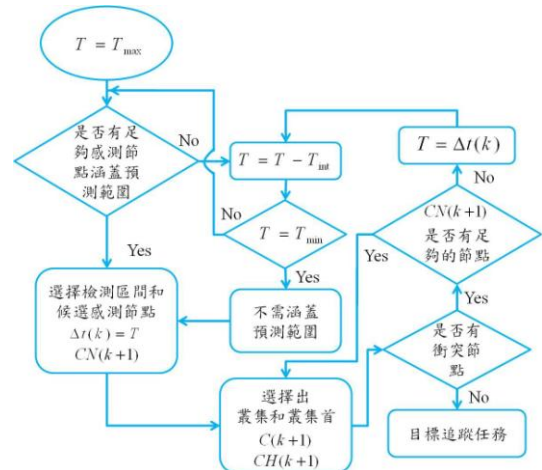 T = Tmax
是否有足
夠感測節
點涵蓋預
測範圍
No
Yes
T = T − Tint
No
T = Tmin
Yes
不需涵蓋
預測範圍
選擇檢測區間和
候選感測節點
Δt(k) = T
CN(k+1)
選擇出
叢集和叢集首
C(k+1)
CH(k+1)
T = Δt(k)
No
CN(k+1)
是否有足
夠的節點
Yes
Yes
是否有
衝突節
點
No
目標追蹤任務